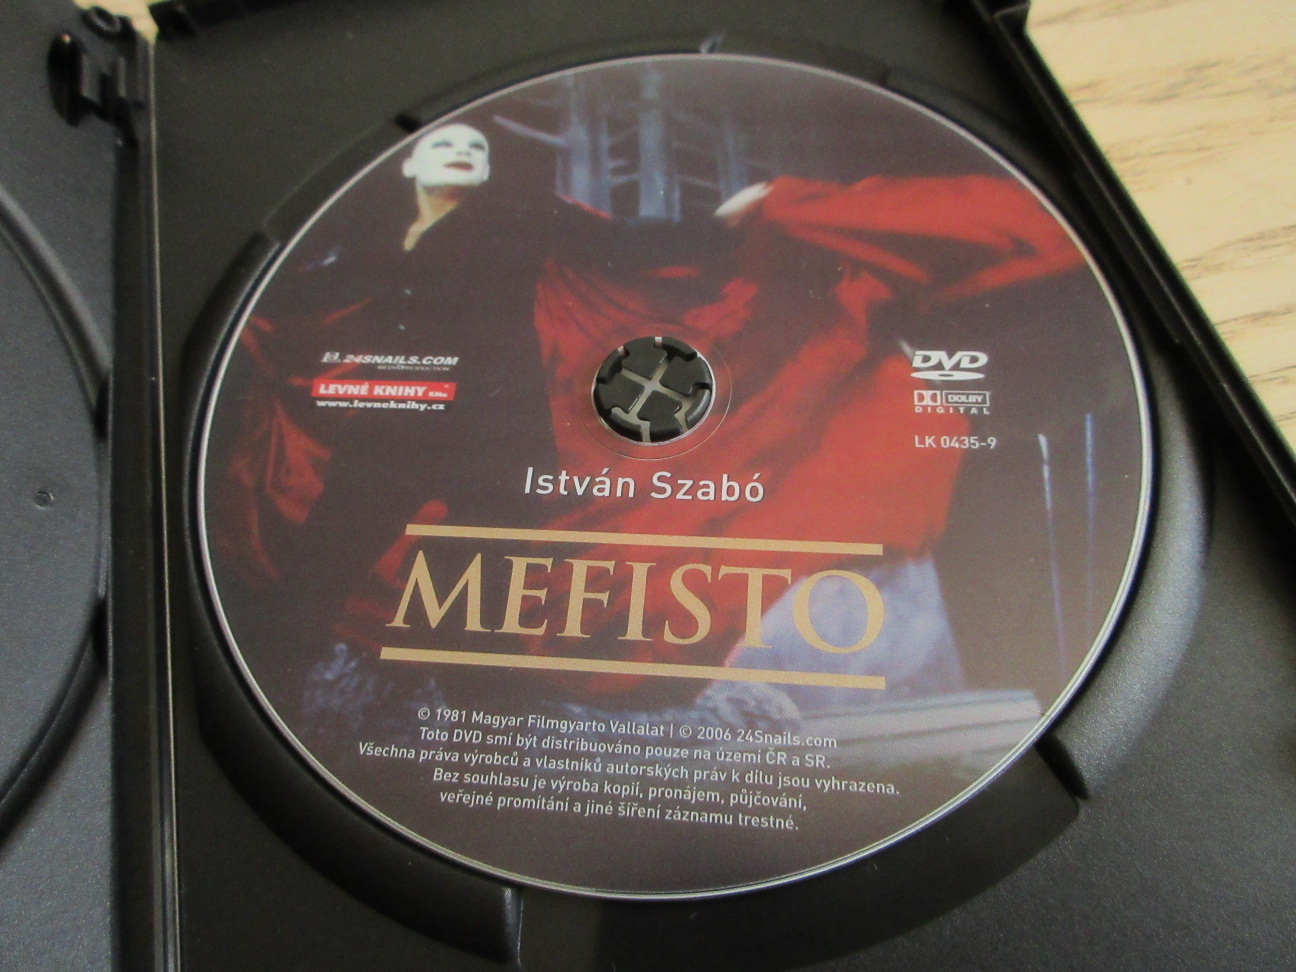 24SNAILS.COM
LEVNÉ KNIHY
www.levneknihy.cz
DVD
DOLBY
DIGITAL
LK 0435-9
István Szabó
MEFISTO
© 1981 Magyar Filmgyarto Vallalat | © 2006 24Snails.com
Toto DVD smí být distribuováno pouze na území ČR a SR.
Všechna práva výrobců a vlastníků autorských práv k dílu jsou vyhrazena.
Bez souhlasu je výroba kopií, pronájem, půjčování,
veřejné promítání a jiné šíření záznamu trestné.